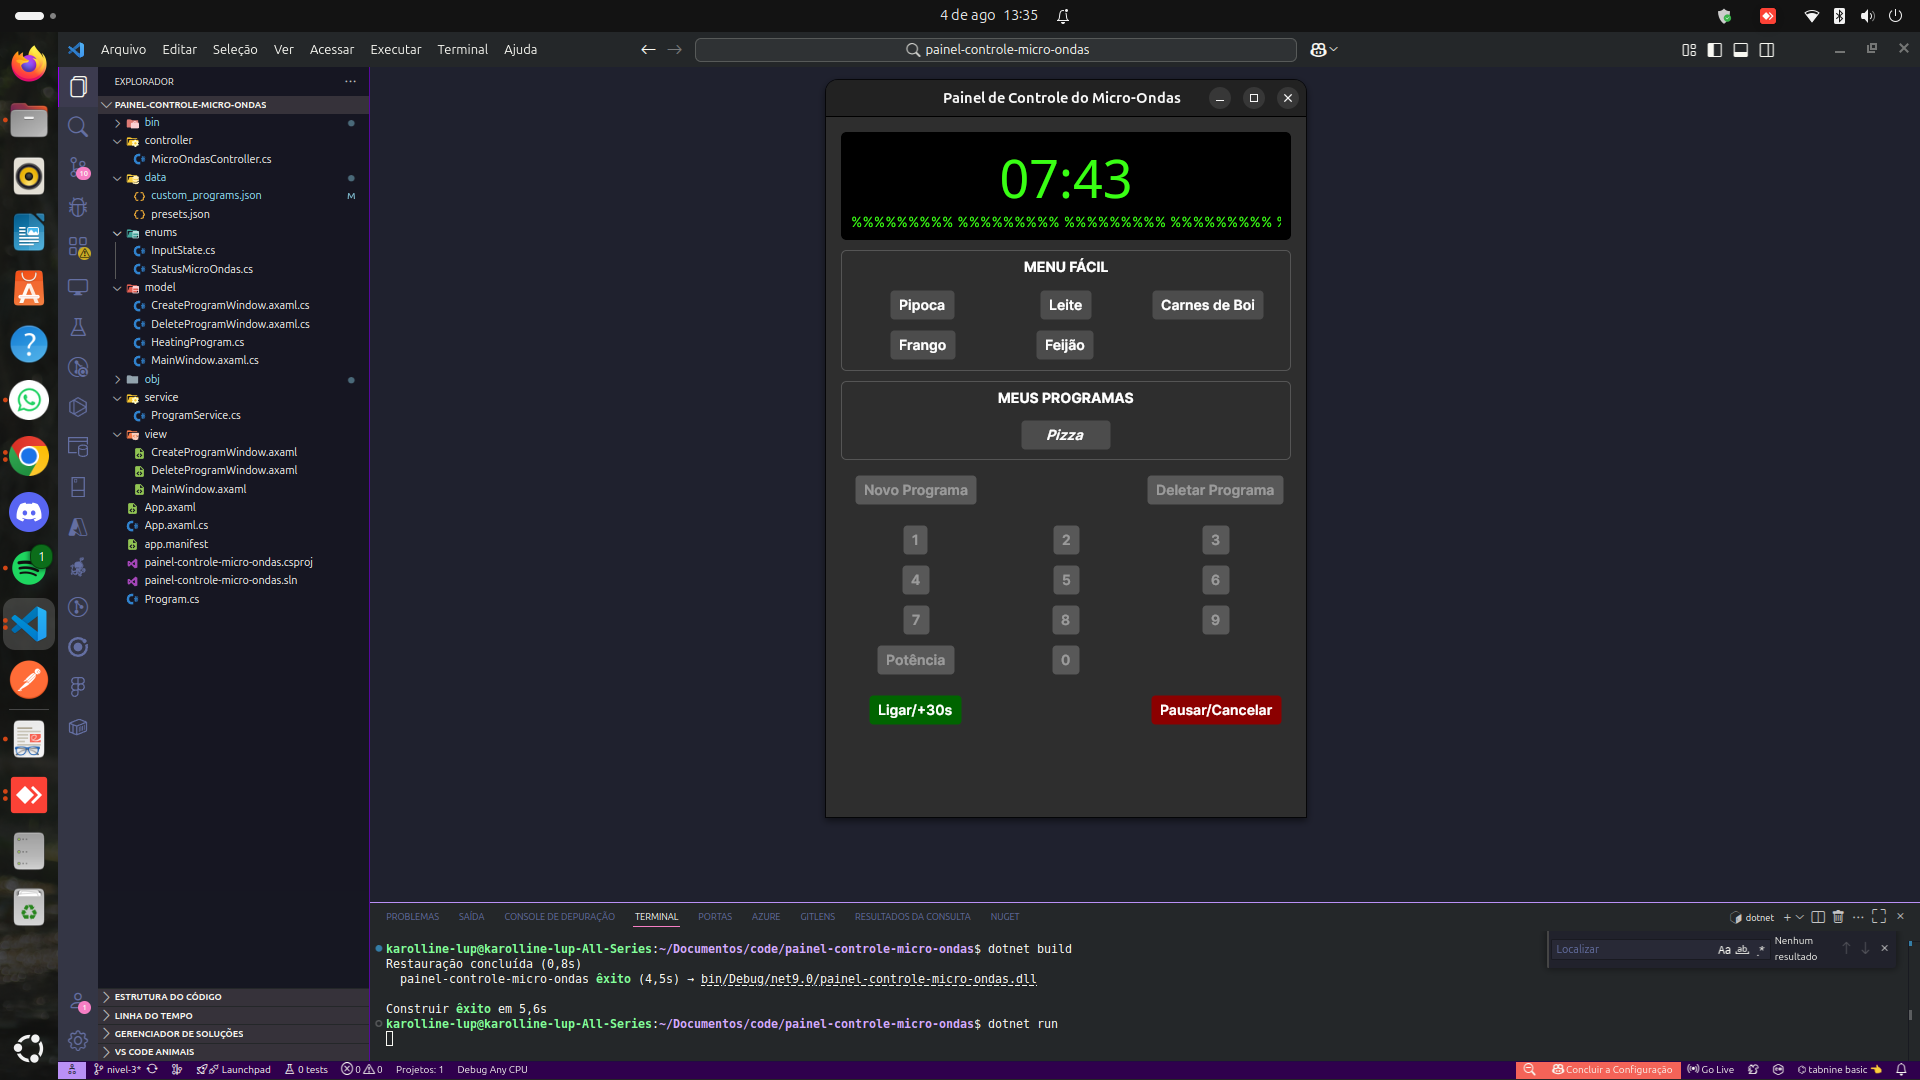 4 de ago 13:35
Arquivo Editar Seleção Ver Acessar Executar Terminal Ajuda
painel-controle-micro-ondas
EXPLORADOR
PAINEL-CONTROLE-MICRO-ONDAS
bin
controller
MicroOndasController.cs
data
custom_programs.json M
presets.json
enums
InputState.cs
StatusMicroOndas.cs
model
CreateProgramWindow.axaml.cs
DeleteProgramWindow.axaml.cs
HeatingProgram.cs
MainWindow.axaml.cs
obj
service
ProgramService.cs
view
CreateProgramWindow.axaml
DeleteProgramWindow.axaml
MainWindow.axaml
App.axaml
App.axaml.cs
app.manifest
painel-controle-micro-ondas.csproj
painel-controle-micro-ondas.sln
Program.cs
ESTRUTURA DO CÓDIGO
LINHA DO TEMPO
GERENCIADOR DE SOLUÇÕES
VS CODE ANIMAIS
10
1
1
Painel de Controle do Micro-Ondas
07:43
%%%%%%%%% %%%%%%%%% %%%%%%%%% %%%%%%%%%
MENU FÁCIL
Pipoca Leite Carnes de Boi
Frango Feijão
MEUS PROGRAMAS
Pizza
Novo Programa Deletar Programa
1 2 3
4 5 6
7 8 9
Potência 0
Ligar/+30s Pausar/Cancelar
PROBLEMAS SAÍDA CONSOLE DE DEPURAÇÃO TERMINAL PORTAS AZURE GITLENS RESULTADOS DA CONSULTA NUGET
dotnet
karolline-lup@karolline-lup-All-Series:~/Documentos/code/painel-controle-micro-ondas$ dotnet build
Restauração concluída (0,8s)
painel-controle-micro-ondas êxito (4,5s) → bin/Debug/net9.0/painel-controle-micro-ondas.dll
Construir êxito em 5,6s
karolline-lup@karolline-lup-All-Series:~/Documentos/code/painel-controle-micro-ondas$ dotnet run
Localizar Aa ab .*
Nenhum
resultado
nivel-3* Launchpad 0 tests 0 0 Projetos: 1 Debug Any CPU
Concluir a Configuração Go Live tabnine basic